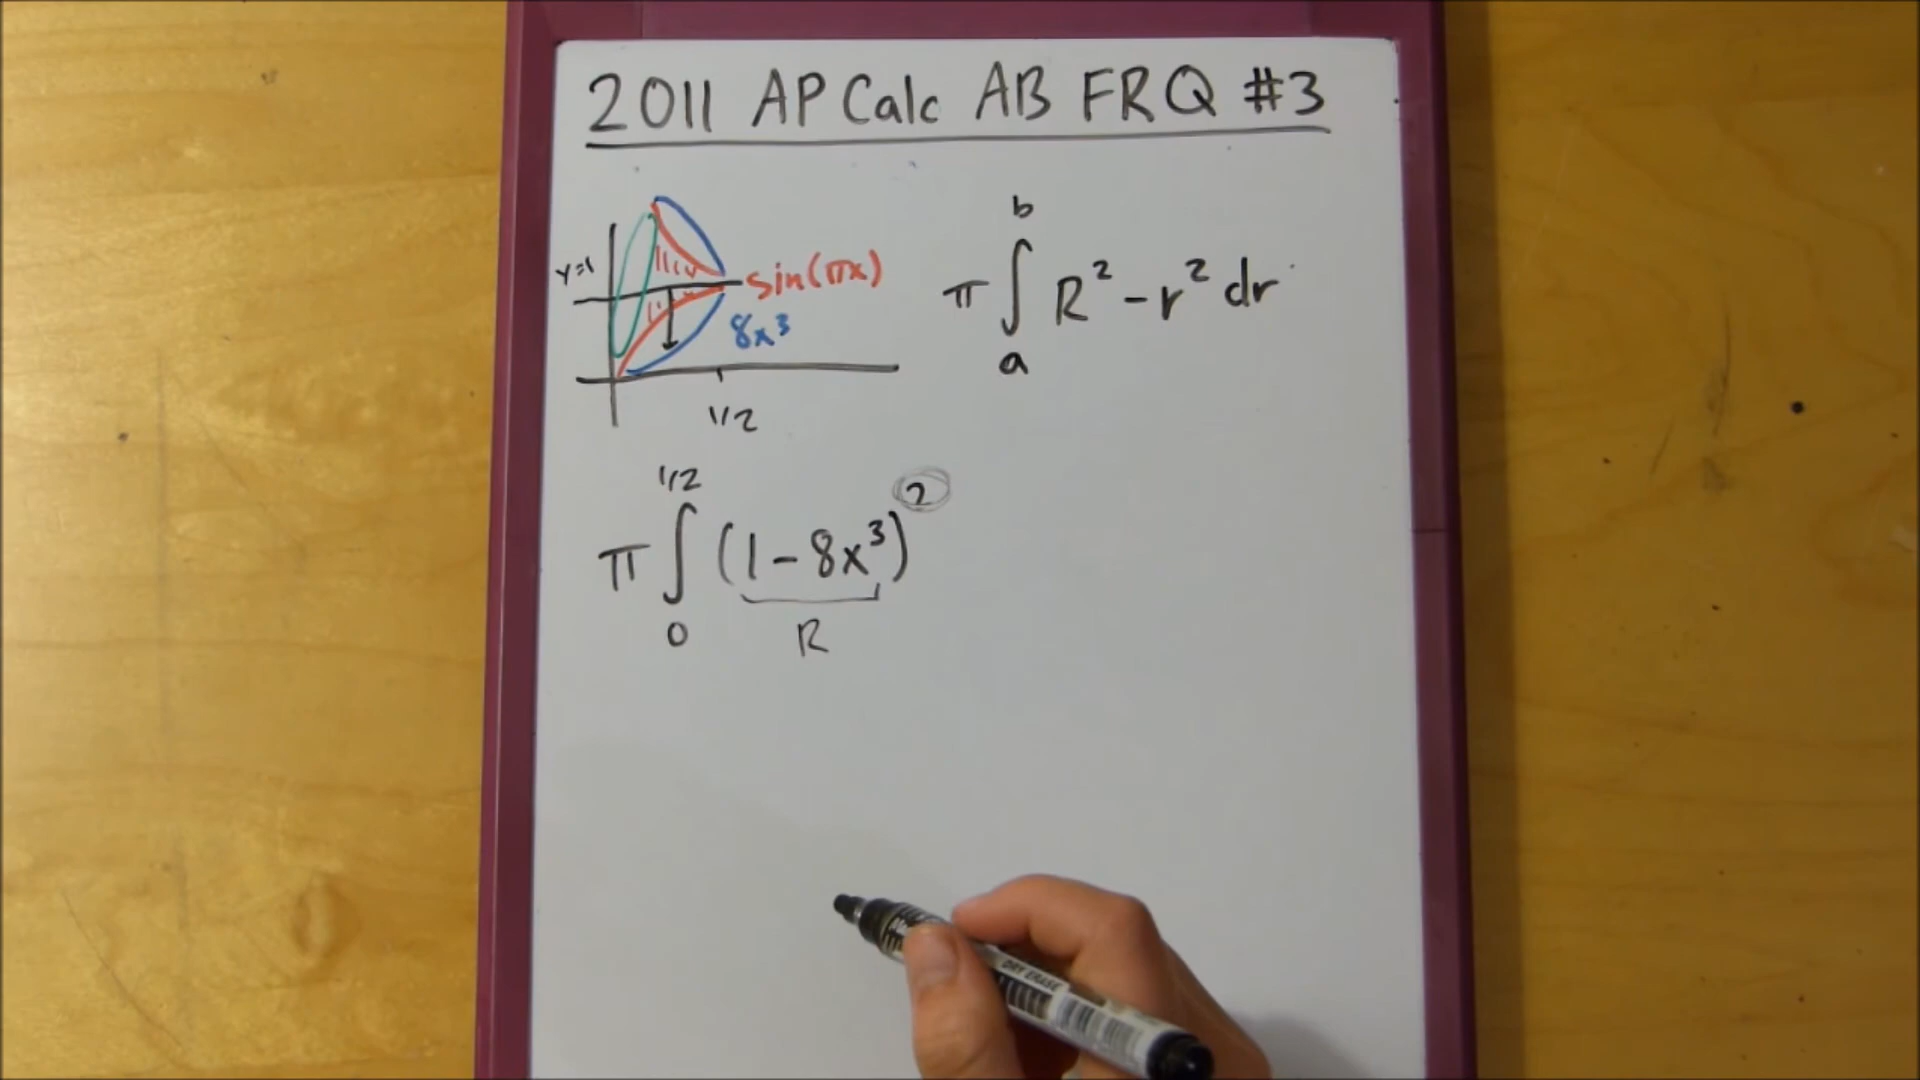 2011 AP Calc AB FRQ #3
y=1
sin(πx)
8x³
1/2
π ∫ₐᵇ R² - r² dr
π ∫₀^1/2 (1 - 8x³)²
R
DRY ERASE